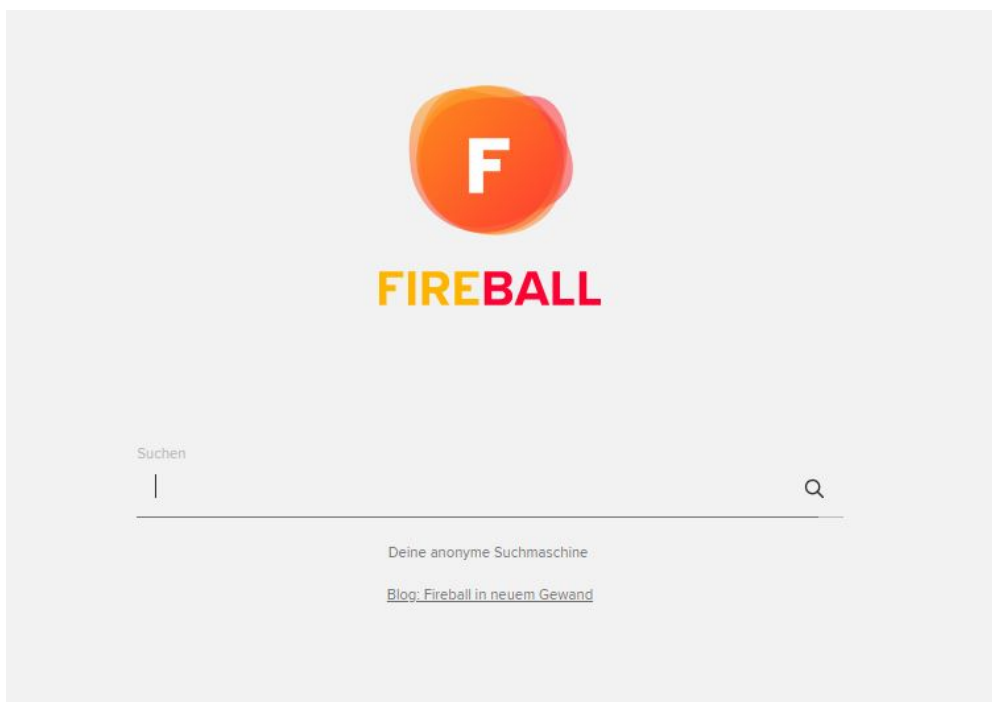 F
FIREBALL
Suchen
Deine anonyme Suchmaschine
Blog: Fireball in neuem Gewand